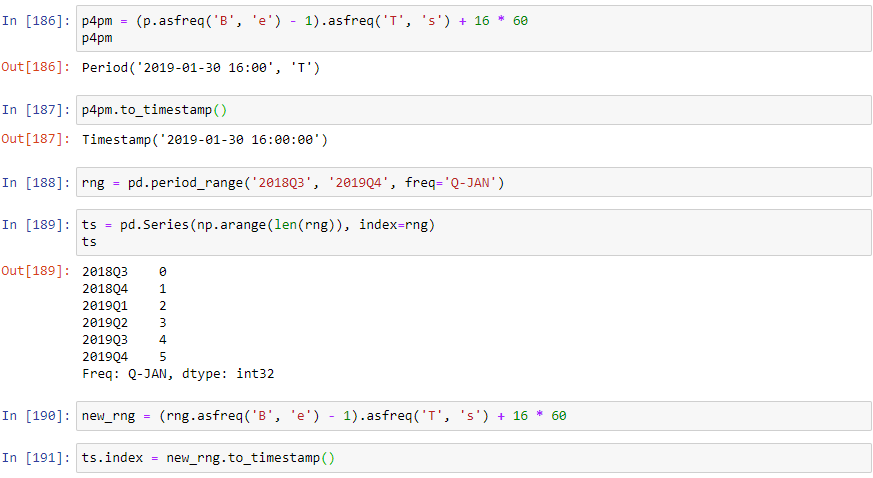 In [186]: p4pm = (p.asfreq('B', 'e') - 1).asfreq('T', 's') + 16 * 60
p4pm
Out[186]: Period('2019-01-30 16:00', 'T')
In [187]: p4pm.to_timestamp()
Out[187]: Timestamp('2019-01-30 16:00:00')
In [188]: rng = pd.period_range('2018Q3', '2019Q4', freq='Q-JAN')
In [189]: ts = pd.Series(np.arange(len(rng)), index=rng)
ts
Out[189]: 2018Q3    0
2018Q4    1
2019Q1    2
2019Q2    3
2019Q3    4
2019Q4    5
Freq: Q-JAN, dtype: int32
In [190]: new_rng = (rng.asfreq('B', 'e') - 1).asfreq('T', 's') + 16 * 60
In [191]: ts.index = new_rng.to_timestamp()